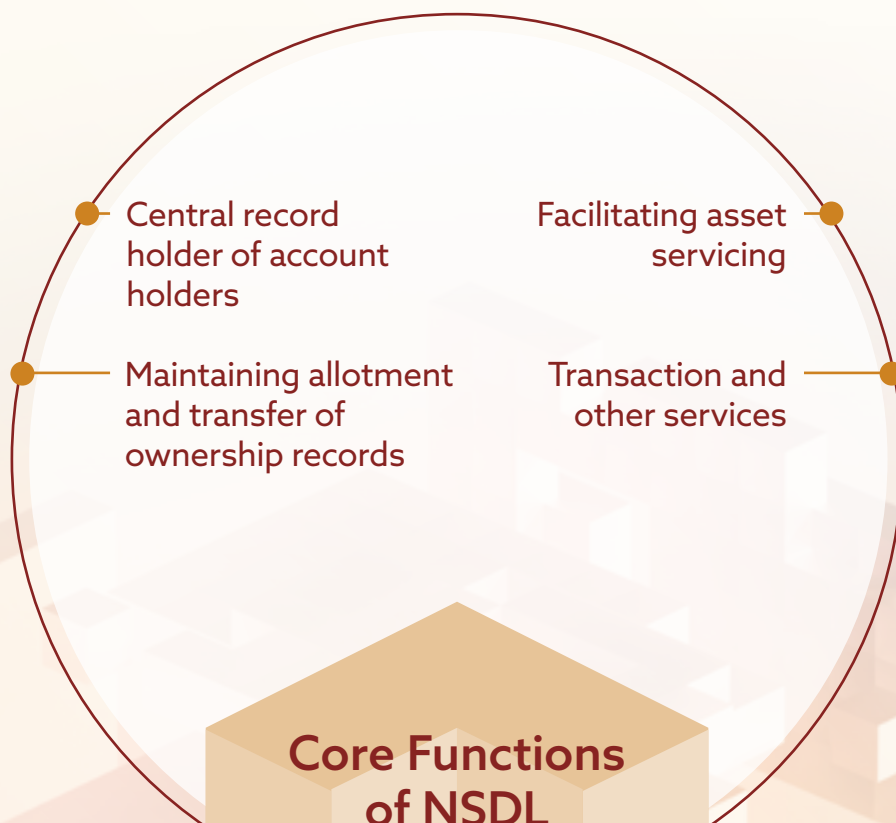 Central record
holder of account
holders
Facilitating asset
servicing
Maintaining allotment
and transfer of
ownership records
Transaction and
other services
Core Functions
of NSDL